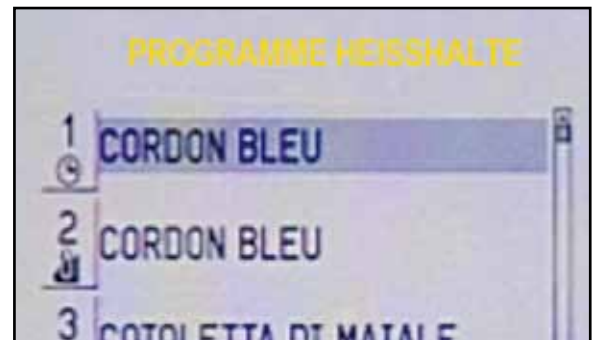 PROGRAMME HEISSHALTE
1 CORDON BLEU
2 CORDON BLEU
3 COTOLETTA DI MAIALE